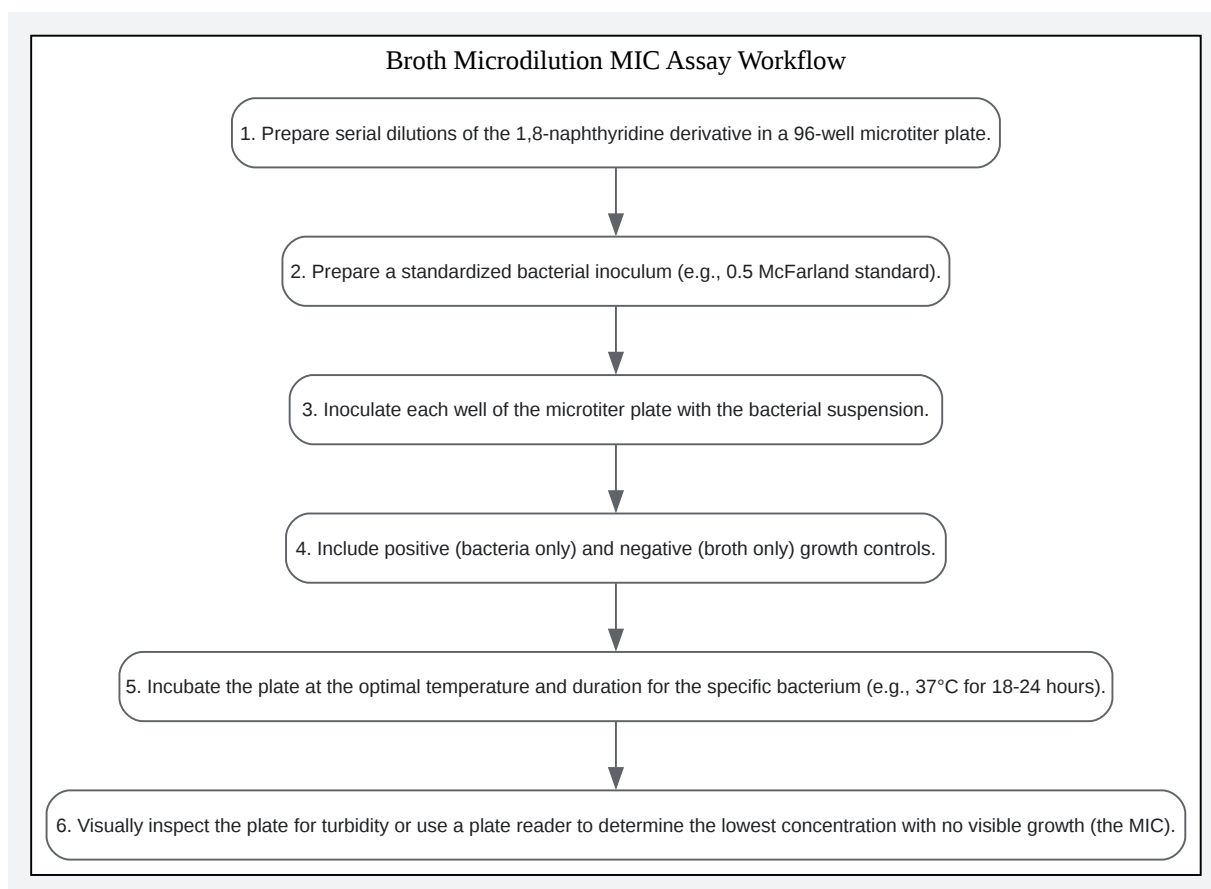 Broth Microdilution MIC Assay Workflow
1. Prepare serial dilutions of the 1,8-naphthyridine derivative in a 96-well microtiter plate.
2. Prepare a standardized bacterial inoculum (e.g., 0.5 McFarland standard).
3. Inoculate each well of the microtiter plate with the bacterial suspension.
4. Include positive (bacteria only) and negative (broth only) growth controls.
5. Incubate the plate at the optimal temperature and duration for the specific bacterium (e.g., 37°C for 18-24 hours).
6. Visually inspect the plate for turbidity or use a plate reader to determine the lowest concentration with no visible growth (the MIC).